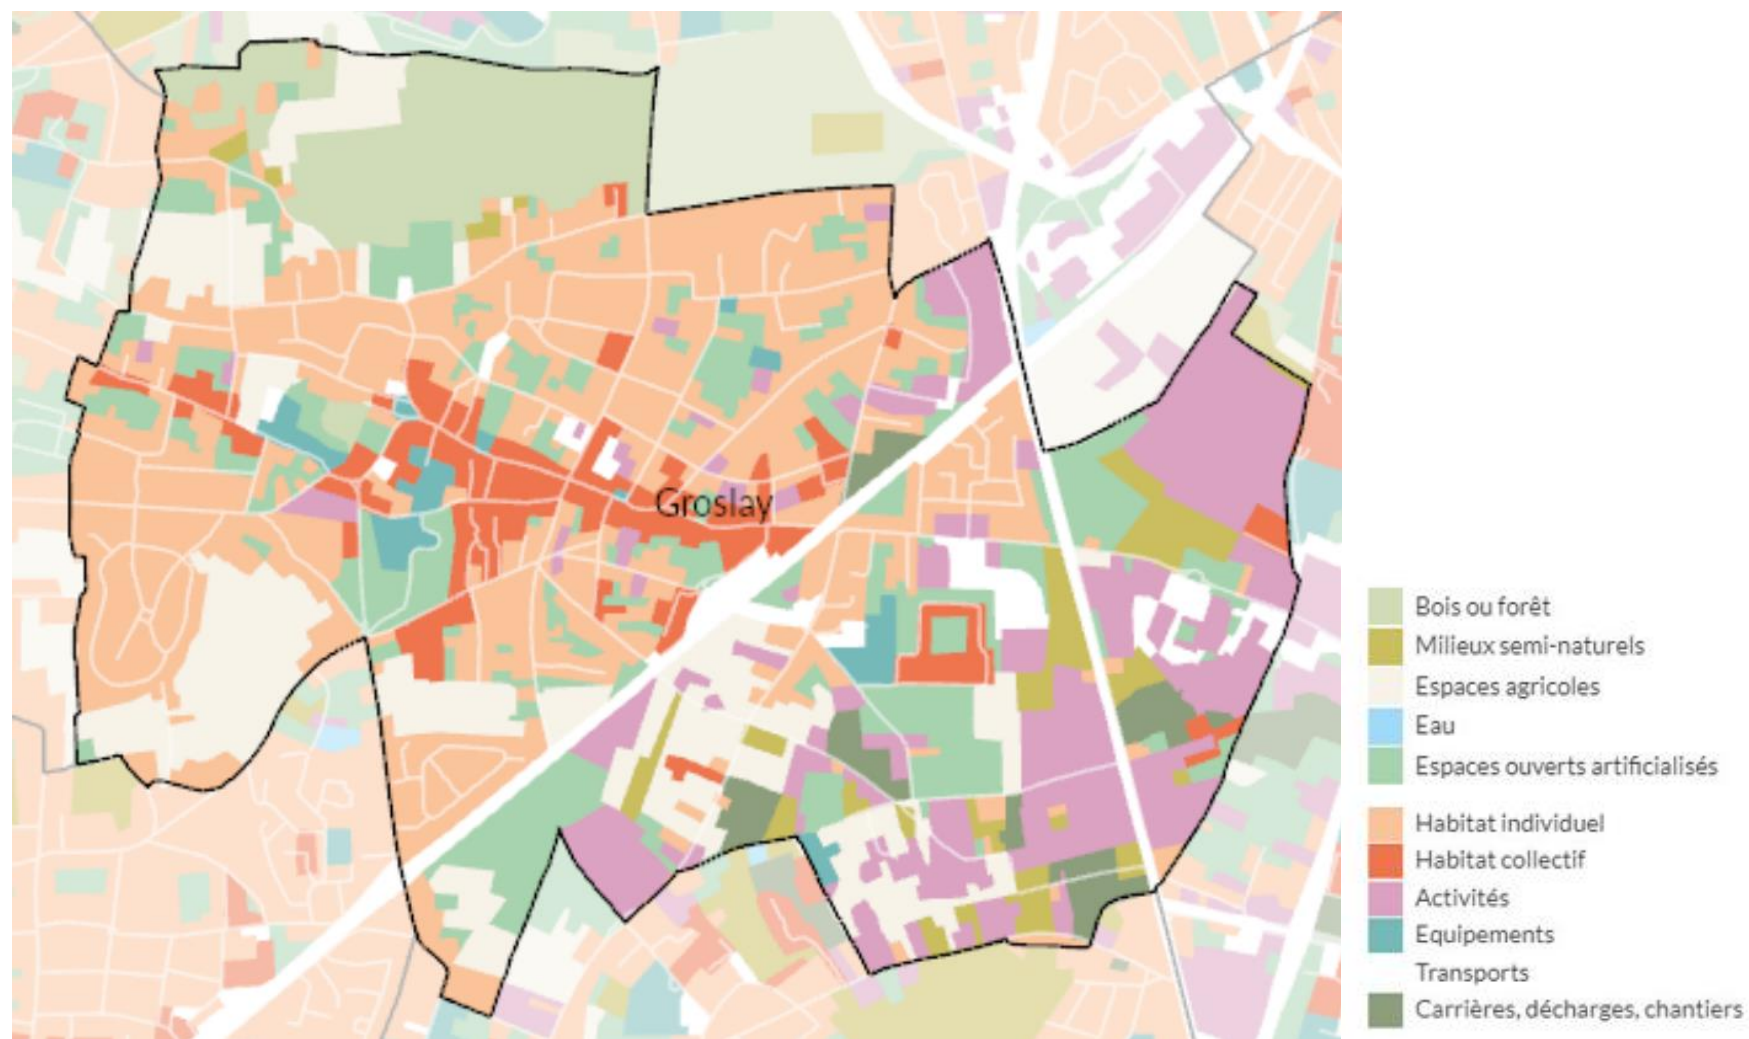 Groslay
Bois ou forêt
Milieux semi-naturels
Espaces agricoles
Eau
Espaces ouverts artificialisés
Habitat individuel
Habitat collectif
Activités
Equipements
Transports
Carrières, décharges, chantiers